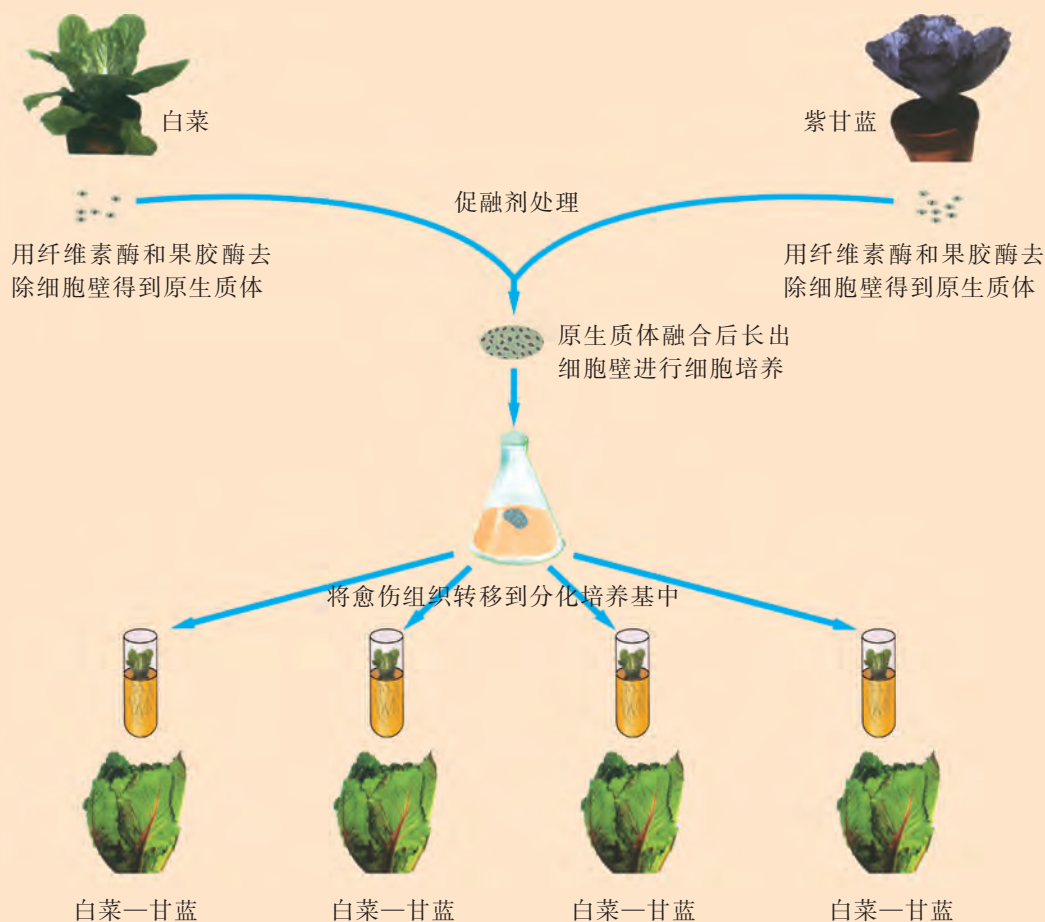 白菜
紫甘蓝
促融剂处理
用纤维素酶和果胶酶去
除细胞壁得到原生质体
用纤维素酶和果胶酶去
除细胞壁得到原生质体
原生质体融合后长出
细胞壁进行细胞培养
将愈伤组织转移到分化培养基中
白菜—甘蓝
白菜—甘蓝
白菜—甘蓝
白菜—甘蓝